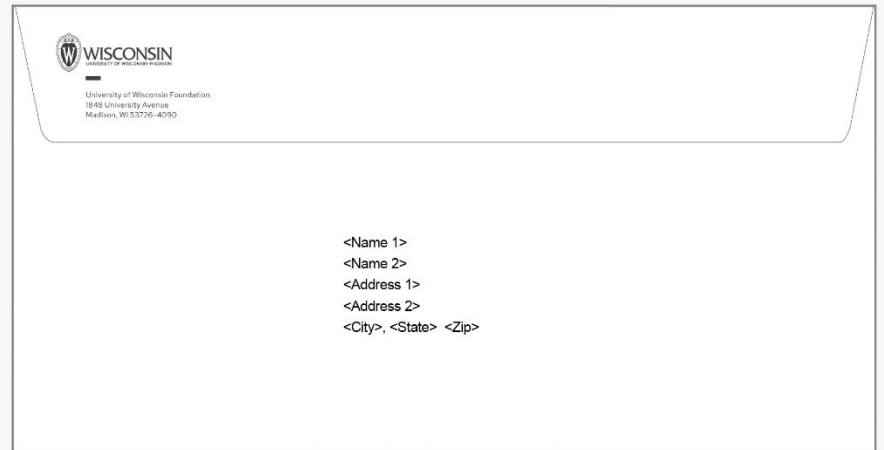 WISCONSIN
UNIVERSITY OF WISCONSIN–MADISON
University of Wisconsin Foundation
1848 University Avenue
Madison, WI 53726-4090
<Name 1>
<Name 2>
<Address 1>
<Address 2>
<City>, <State>  <Zip>